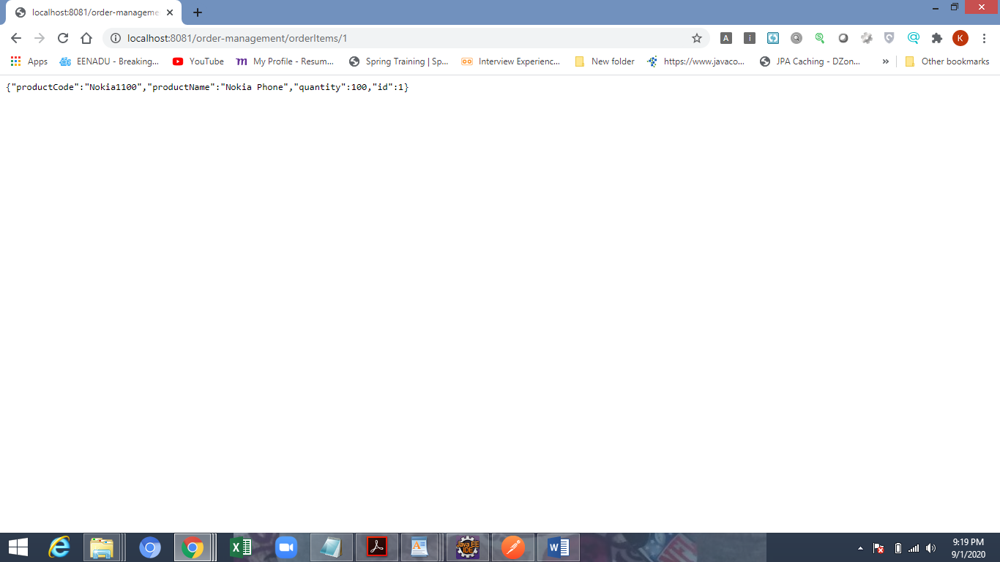 localhost:8081/order-manageme
localhost:8081/order-management/orderItems/1
A i K
Apps EENADU - Breaking... YouTube m My Profile - Resum... Spring Training | Sp... Interview Experienc... New folder https://www.javaco... JPA Caching - DZon... » Other bookmarks
{"productCode":"Nokia1100","productName":"Nokia Phone","quantity":100,"id":1}
Java EE
IDE
9:19 PM
9/1/2020